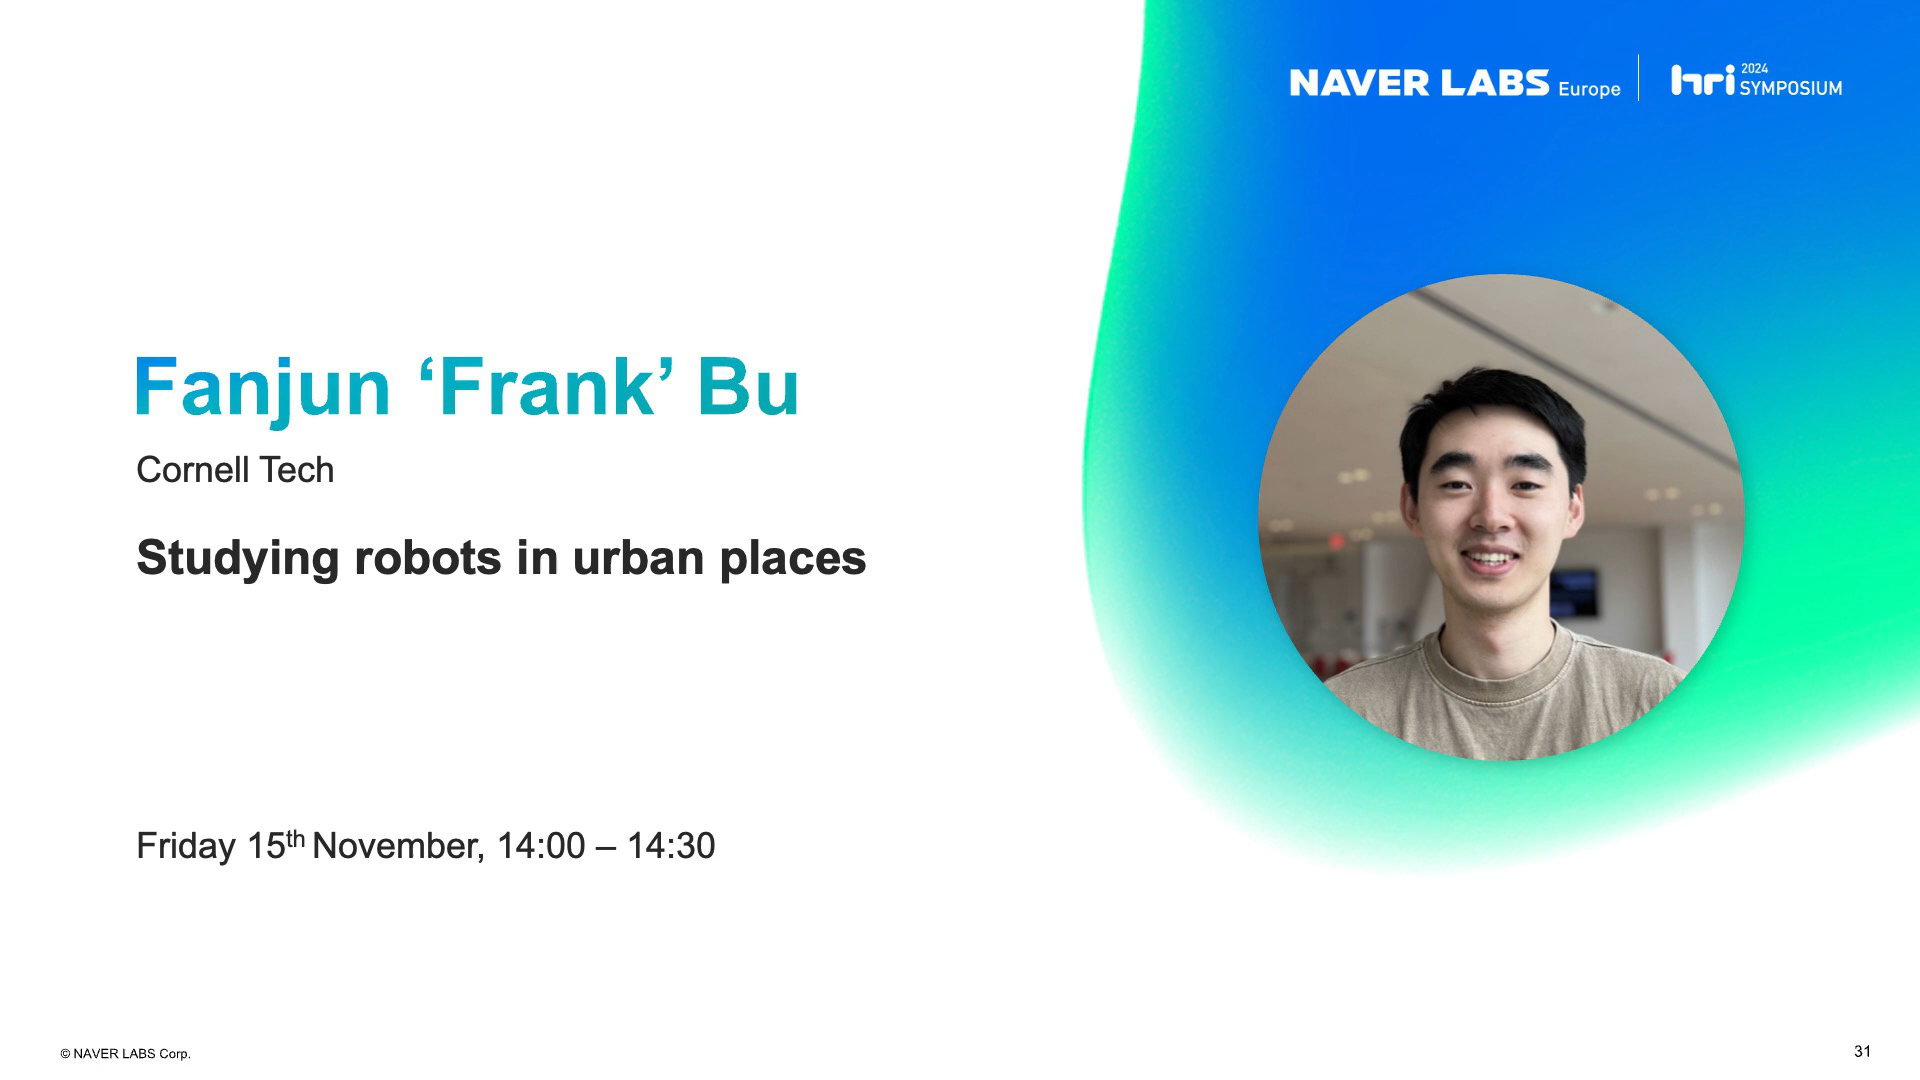 NAVER LABS Europe
hri 2024 SYMPOSIUM
Fanjun ‘Frank’ Bu
Cornell Tech
Studying robots in urban places
Friday 15th November, 14:00 – 14:30
© NAVER LABS Corp.
31